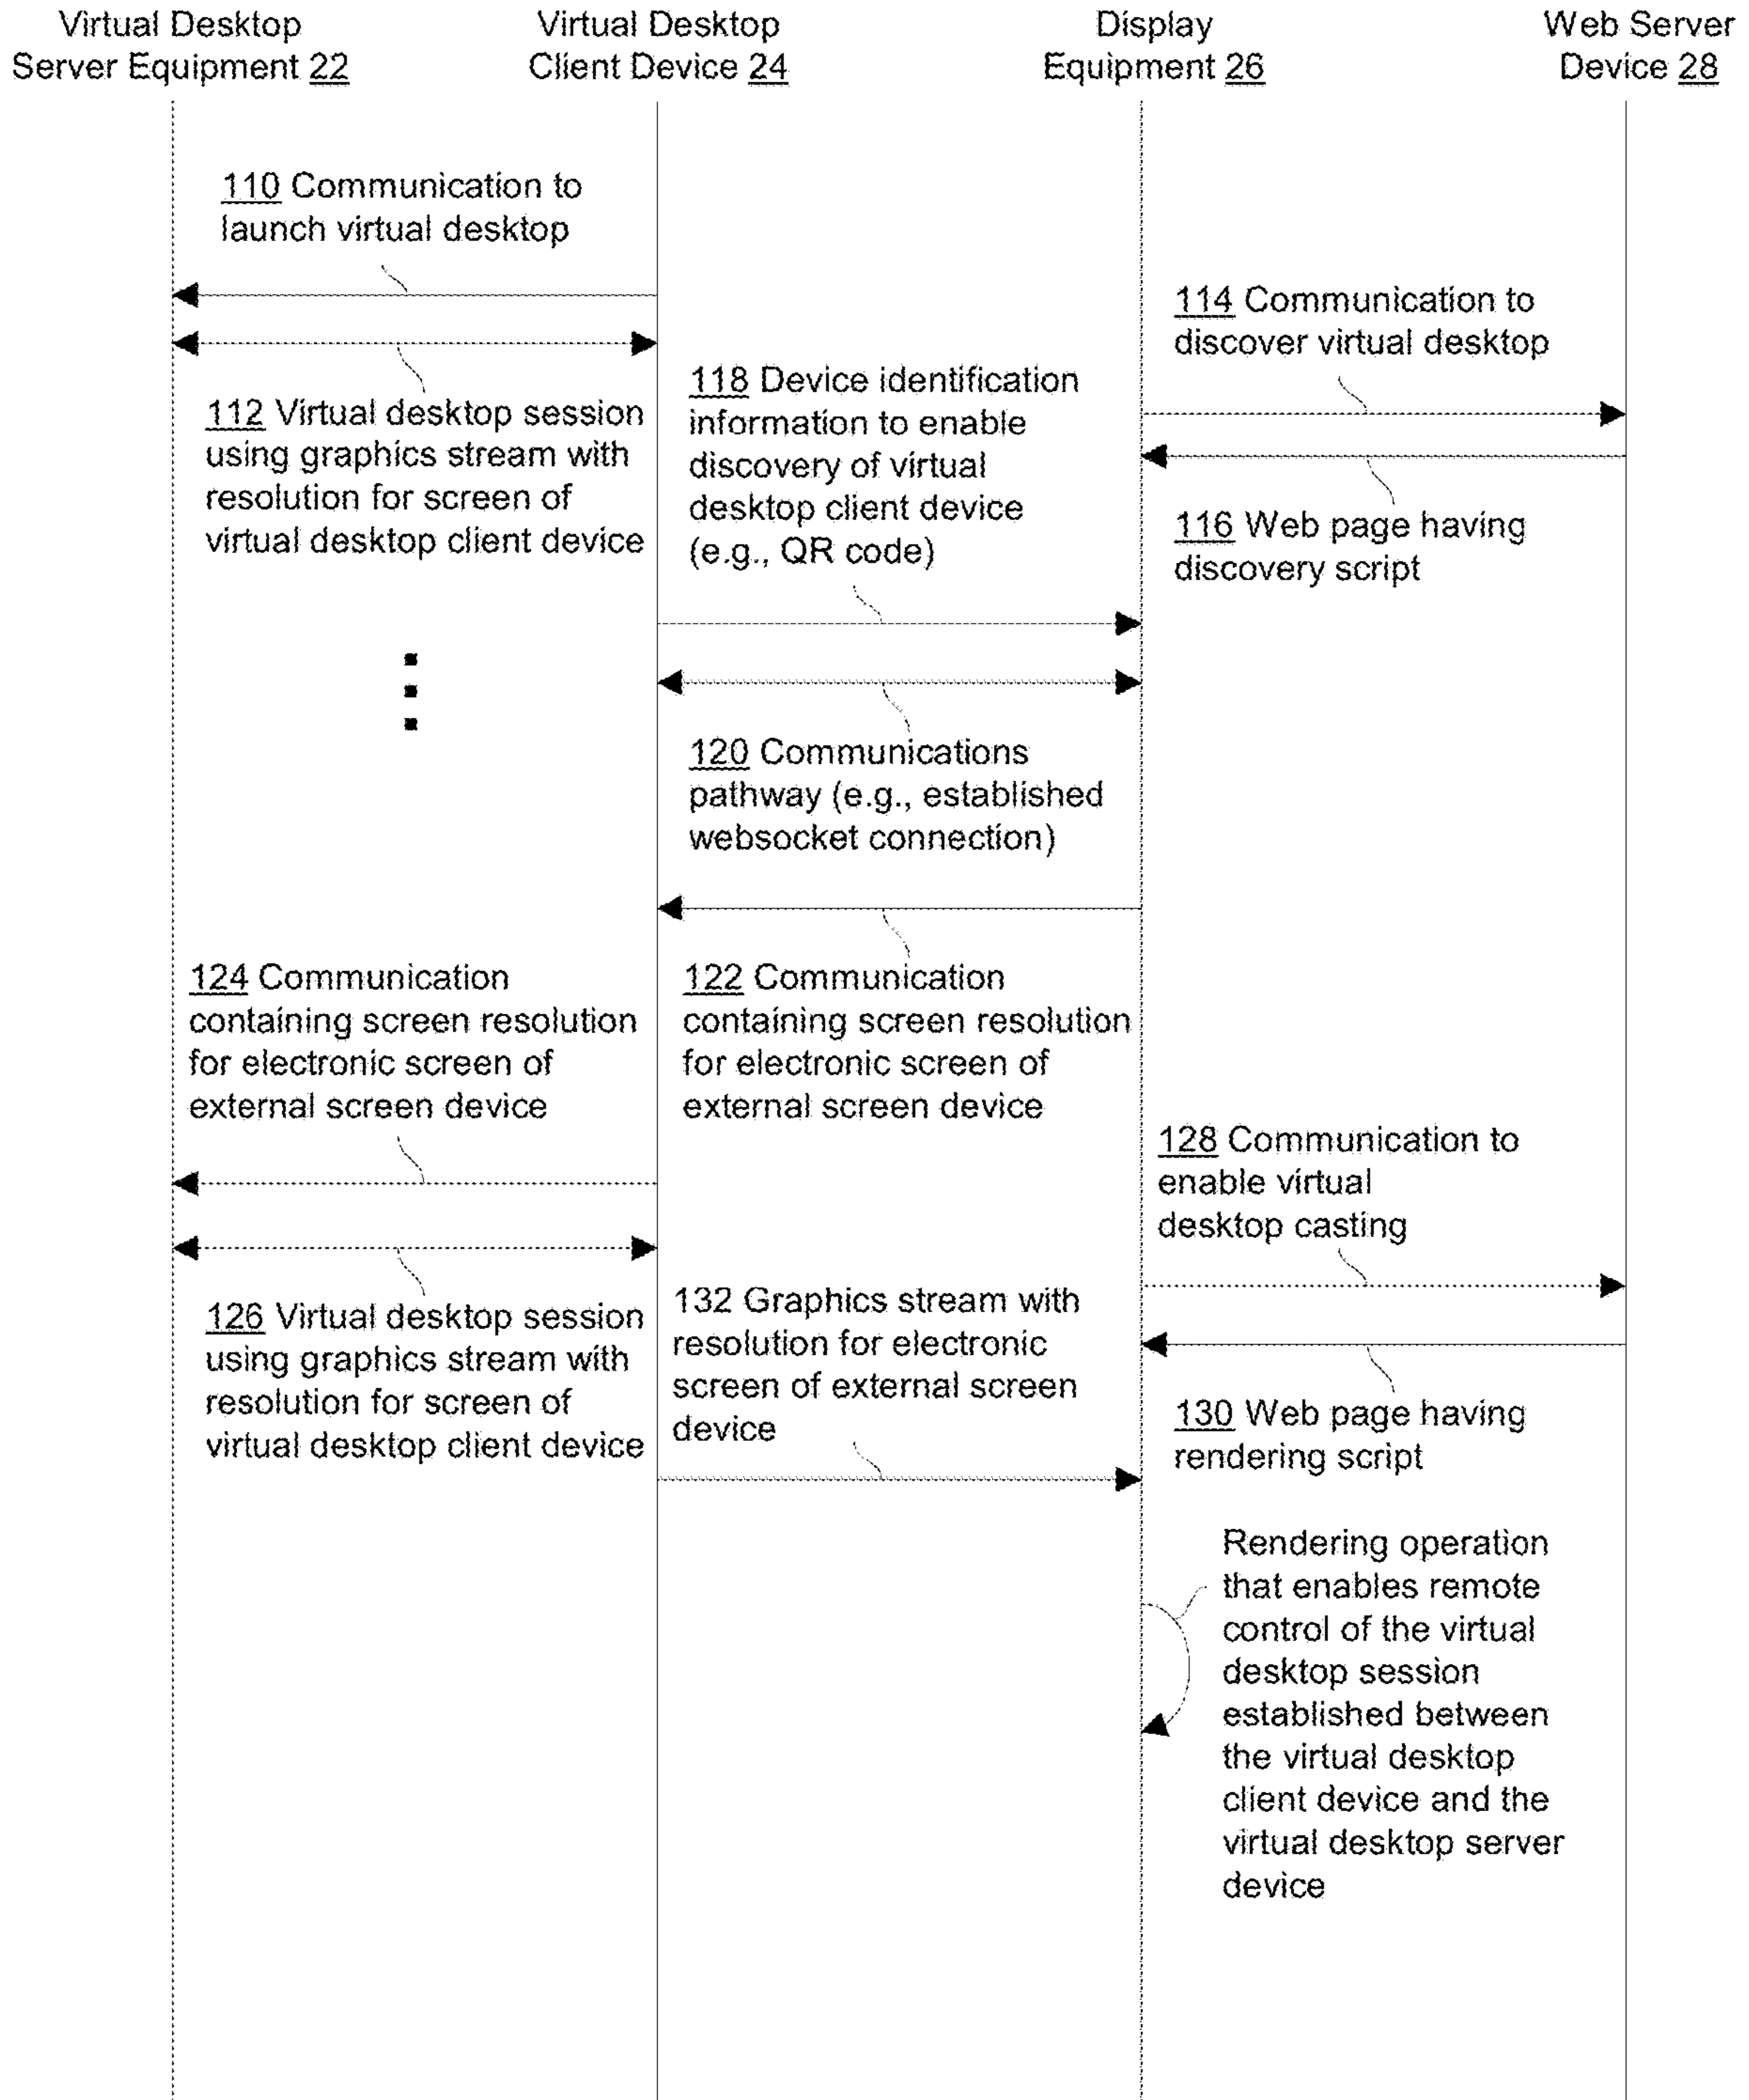 Virtual Desktop
Server Equipment 22
Virtual Desktop
Client Device 24
Display
Equipment 26
Web Server
Device 28
110 Communication to
launch virtual desktop
112 Virtual desktop session
using graphics stream with
resolution for screen of
virtual desktop client device
114 Communication to
discover virtual desktop
116 Web page having
discovery script
118 Device identification
information to enable
discovery of virtual
desktop client device
(e.g., QR code)
120 Communications
pathway (e.g., established
websocket connection)
122 Communication
containing screen resolution
for electronic screen of
external screen device
124 Communication
containing screen resolution
for electronic screen of
external screen device
126 Virtual desktop session
using graphics stream with
resolution for screen of
virtual desktop client device
128 Communication to
enable virtual
desktop casting
130 Web page having
rendering script
132 Graphics stream with
resolution for electronic
screen of external screen
device
Rendering operation
that enables remote
control of the virtual
desktop session
established between
the virtual desktop
client device and the
virtual desktop server
device